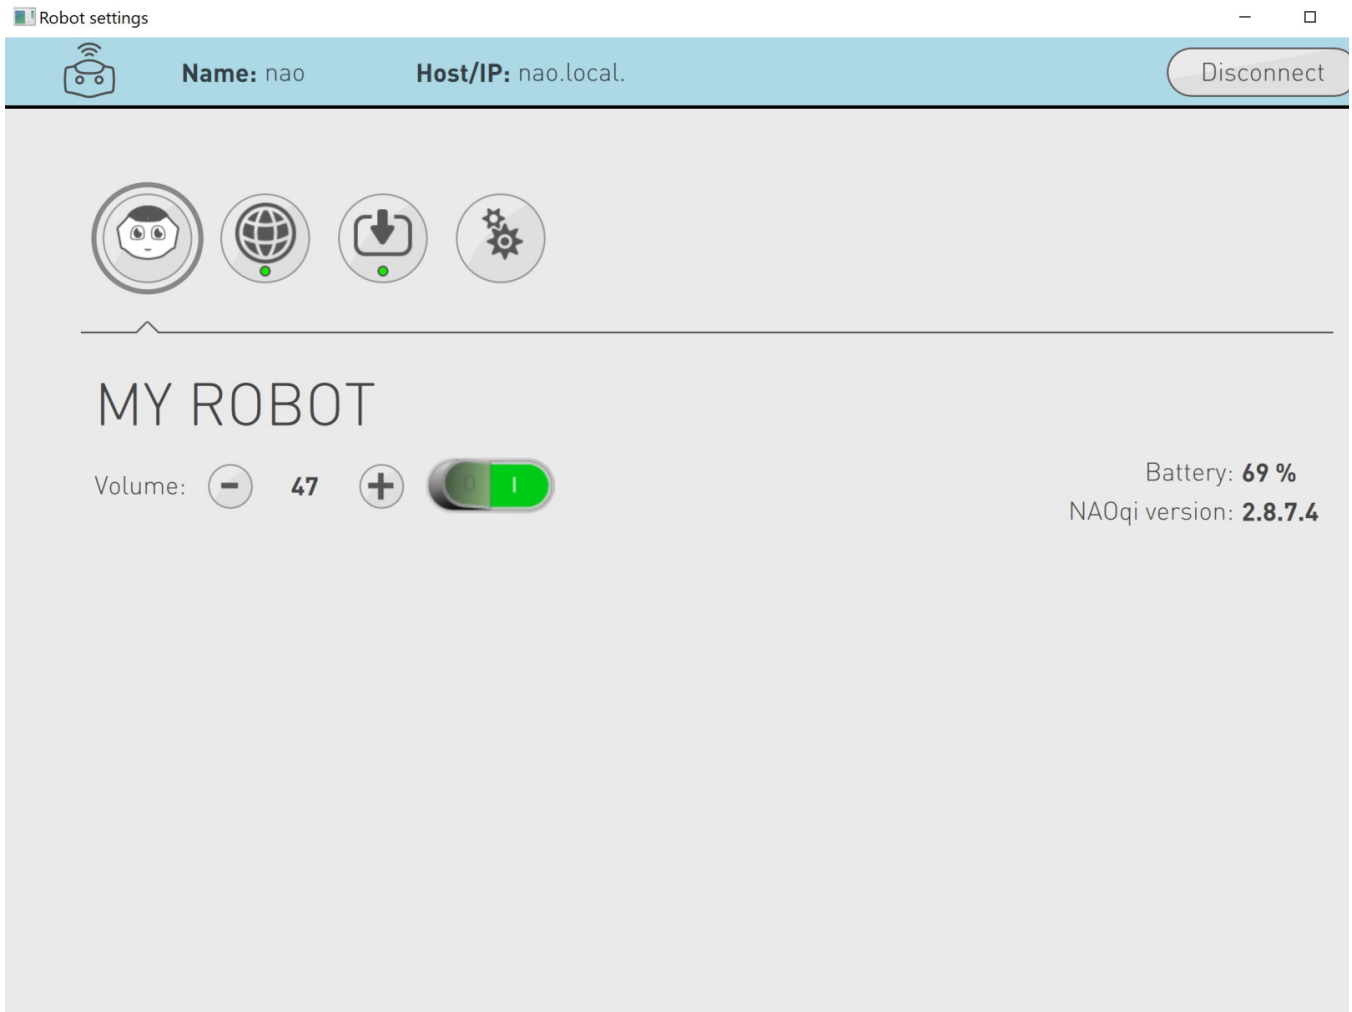 Robot settings
Name: nao Host/IP: nao.local. Disconnect
MY ROBOT
Volume: - 47 + O I
Battery: 69 %
NAOqi version: 2.8.7.4